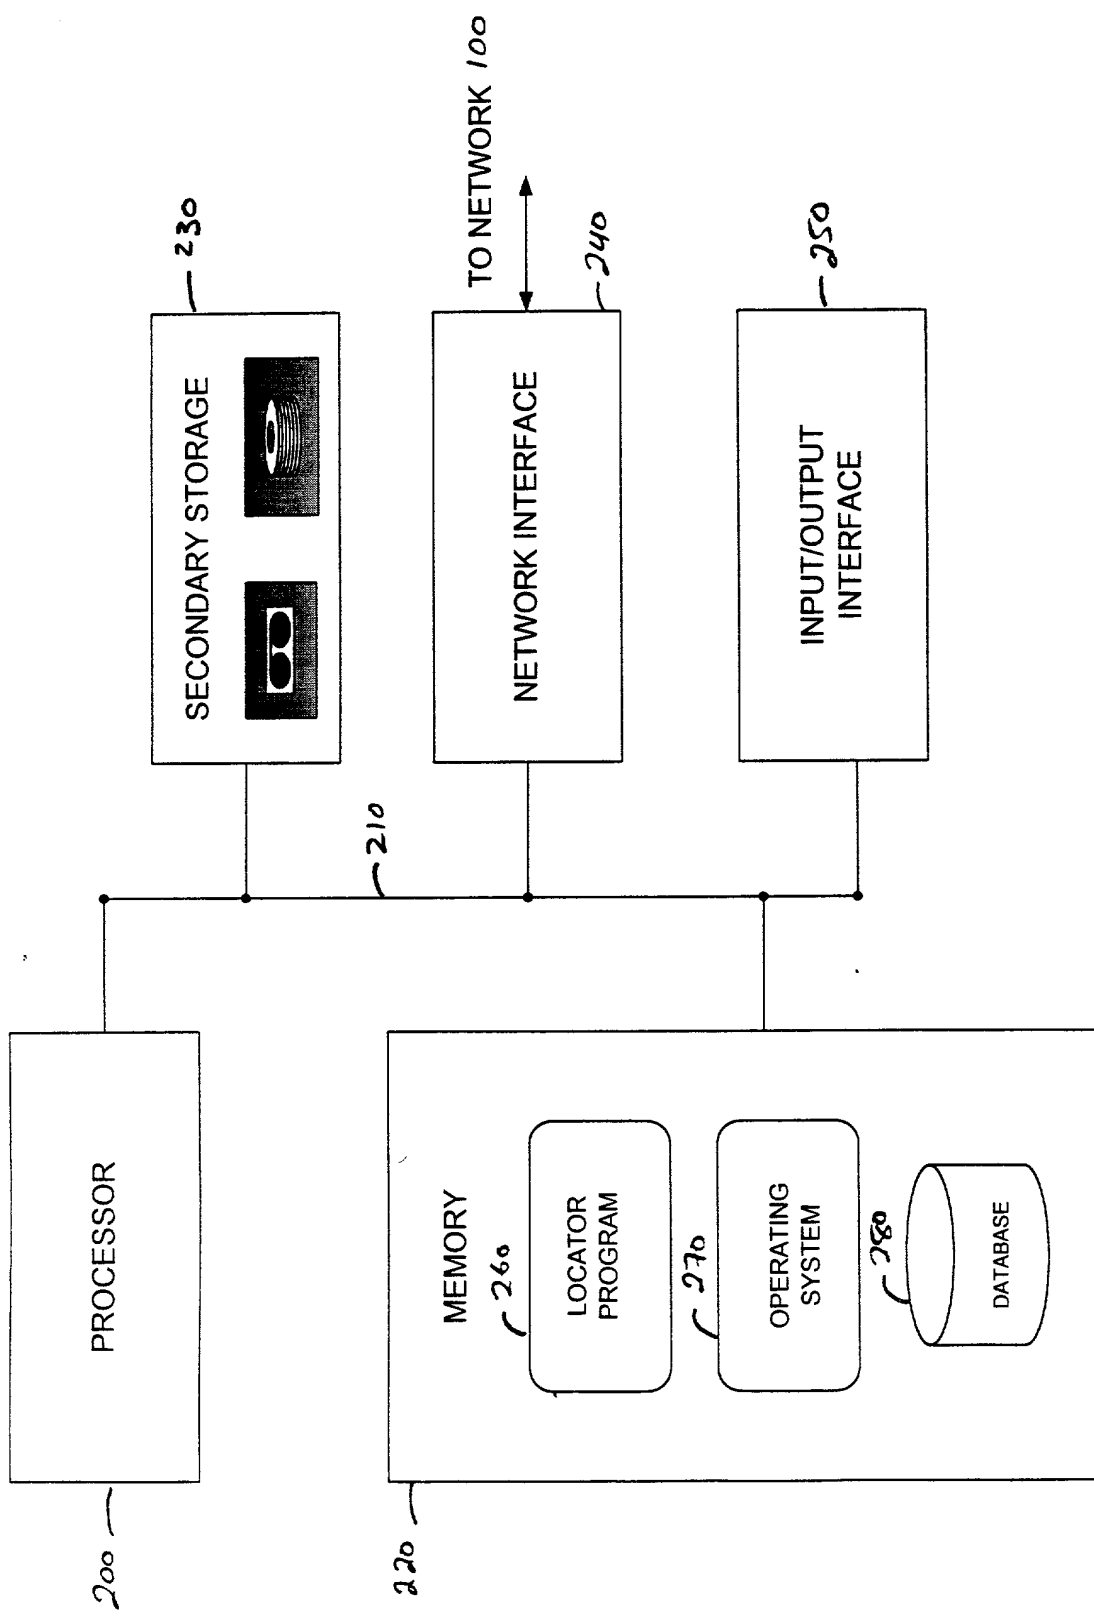 200
PROCESSOR
220
MEMORY
260
LOCATOR
PROGRAM
270
OPERATING
SYSTEM
280
DATABASE
210
SECONDARY STORAGE
230
NETWORK INTERFACE
240
TO NETWORK 100
INPUT/OUTPUT
INTERFACE
250